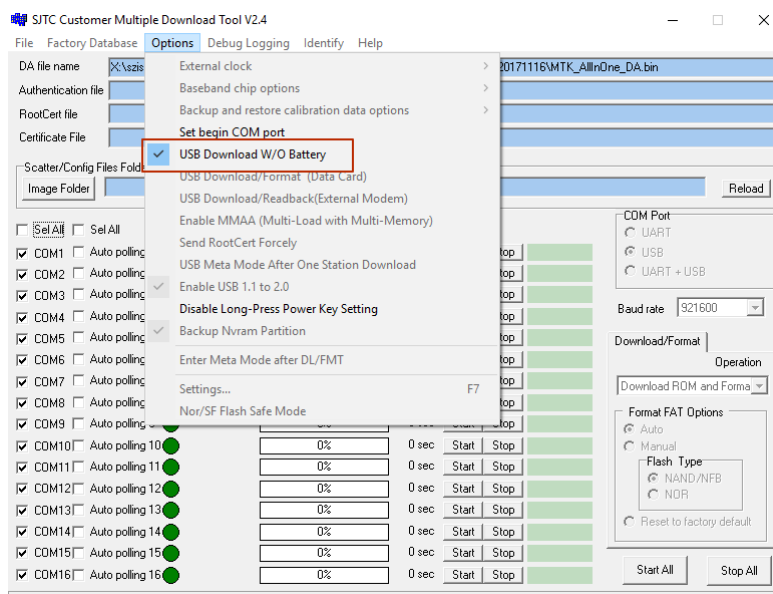 SJTC Customer Multiple Download Tool V2.4
File Factory Database Options Debug Logging Identify Help
DA file name X:\szis 20171116\MTK_AllInOne_DA.bin
Authentication file
RootCert file
Certificate File
Scatter/Config Files Fold
Image Folder Reload
External clock
Baseband chip options
Backup and restore calibration data options
Set begin COM port
USB Download W/O Battery
USB Download/Format (Data Card)
USB Download/Readback(External Modem)
Enable MMAA (Multi-Load with Multi-Memory)
Send RootCert Forcely
USB Meta Mode After One Station Download
Enable USB 1.1 to 2.0
Disable Long-Press Power Key Setting
Backup Nvram Partition
Enter Meta Mode after DL/FMT
Settings... F7
Nor/SF Flash Safe Mode
Sel All Sel All
COM1 Auto polling top
COM2 Auto polling top
COM3 Auto polling top
COM4 Auto polling top
COM5 Auto polling top
COM6 Auto polling top
COM7 Auto polling top
COM8 Auto polling top
COM9 Auto polling
COM10 Auto polling 10 0% 0 sec Start Stop
COM11 Auto polling 11 0% 0 sec Start Stop
COM12 Auto polling 12 0% 0 sec Start Stop
COM13 Auto polling 13 0% 0 sec Start Stop
COM14 Auto polling 14 0% 0 sec Start Stop
COM15 Auto polling 15 0% 0 sec Start Stop
COM16 Auto polling 16 0% 0 sec Start Stop
COM Port
UART
USB
UART + USB
Baud rate 921600
Download/Format
Operation
Download ROM and Forma
Format FAT Options
Auto
Manual
Flash Type
NAND/NFB
NOR
Reset to factory default
Start All Stop All